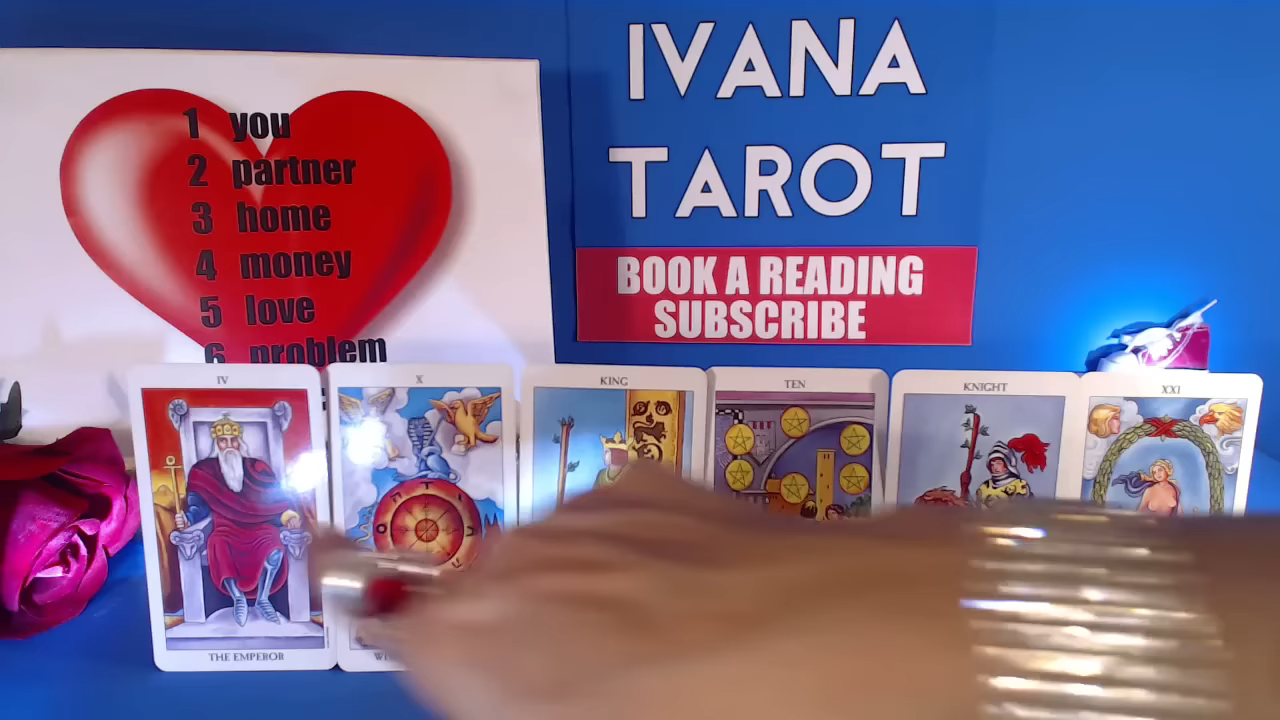 1 you
2 partner
3 home
4 money
5 love
6 problem
IVANA
TAROT
BOOK A READING
SUBSCRIBE
IV
X
KING
TEN
KNIGHT
XXI
THE EMPEROR